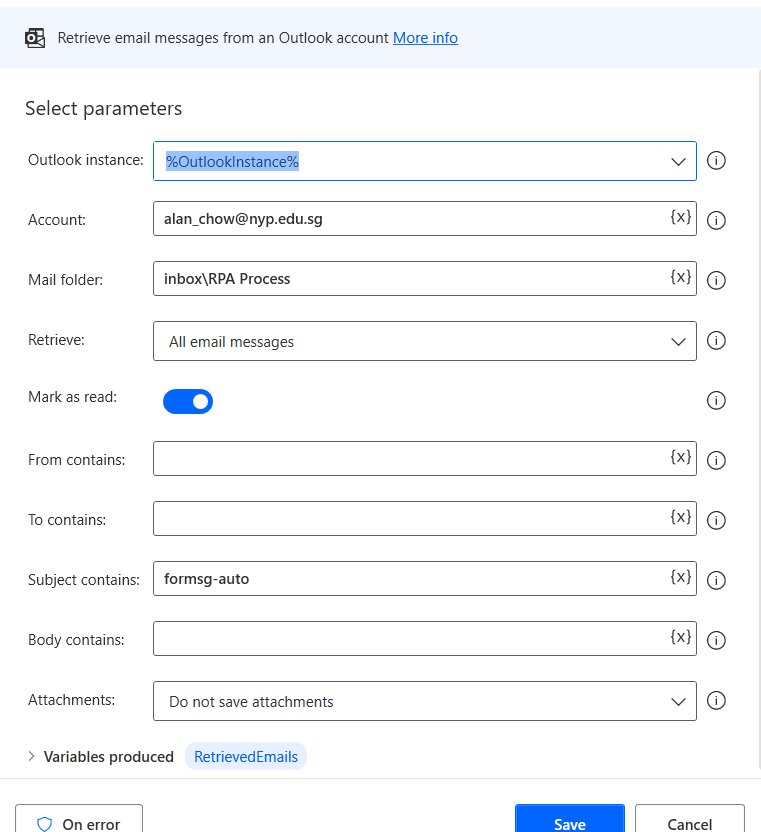 Retrieve email messages from an Outlook account More info
Select parameters
Outlook instance: %OutlookInstance%
Account: alan_chow@nyp.edu.sg {x}
Mail folder: inbox\RPA Process {x}
Retrieve: All email messages
Mark as read:
From contains: {x}
To contains: {x}
Subject contains: formsg-auto {x}
Body contains: {x}
Attachments: Do not save attachments
Variables produced RetrievedEmails
On error Save Cancel